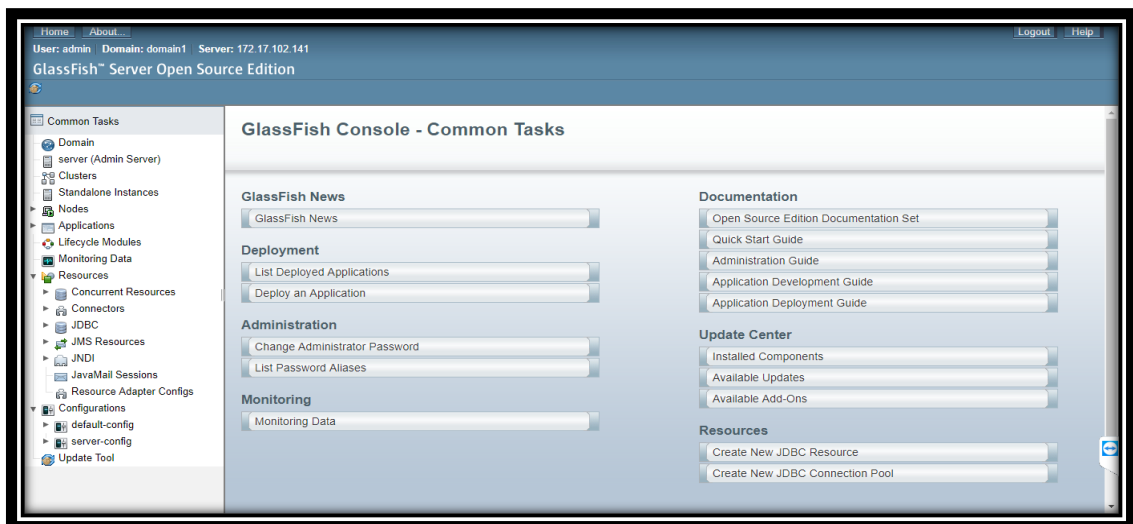 Home About... Logout Help
User: admin Domain: domain1 Server: 172.17.102.141
GlassFish™ Server Open Source Edition
Common Tasks
Domain
server (Admin Server)
Clusters
Standalone Instances
Nodes
Applications
Lifecycle Modules
Monitoring Data
Resources
Concurrent Resources
Connectors
JDBC
JMS Resources
JNDI
JavaMail Sessions
Resource Adapter Configs
Configurations
default-config
server-config
Update Tool
GlassFish Console - Common Tasks
GlassFish News
GlassFish News
Deployment
List Deployed Applications
Deploy an Application
Administration
Change Administrator Password
List Password Aliases
Monitoring
Monitoring Data
Documentation
Open Source Edition Documentation Set
Quick Start Guide
Administration Guide
Application Development Guide
Application Deployment Guide
Update Center
Installed Components
Available Updates
Available Add-Ons
Resources
Create New JDBC Resource
Create New JDBC Connection Pool